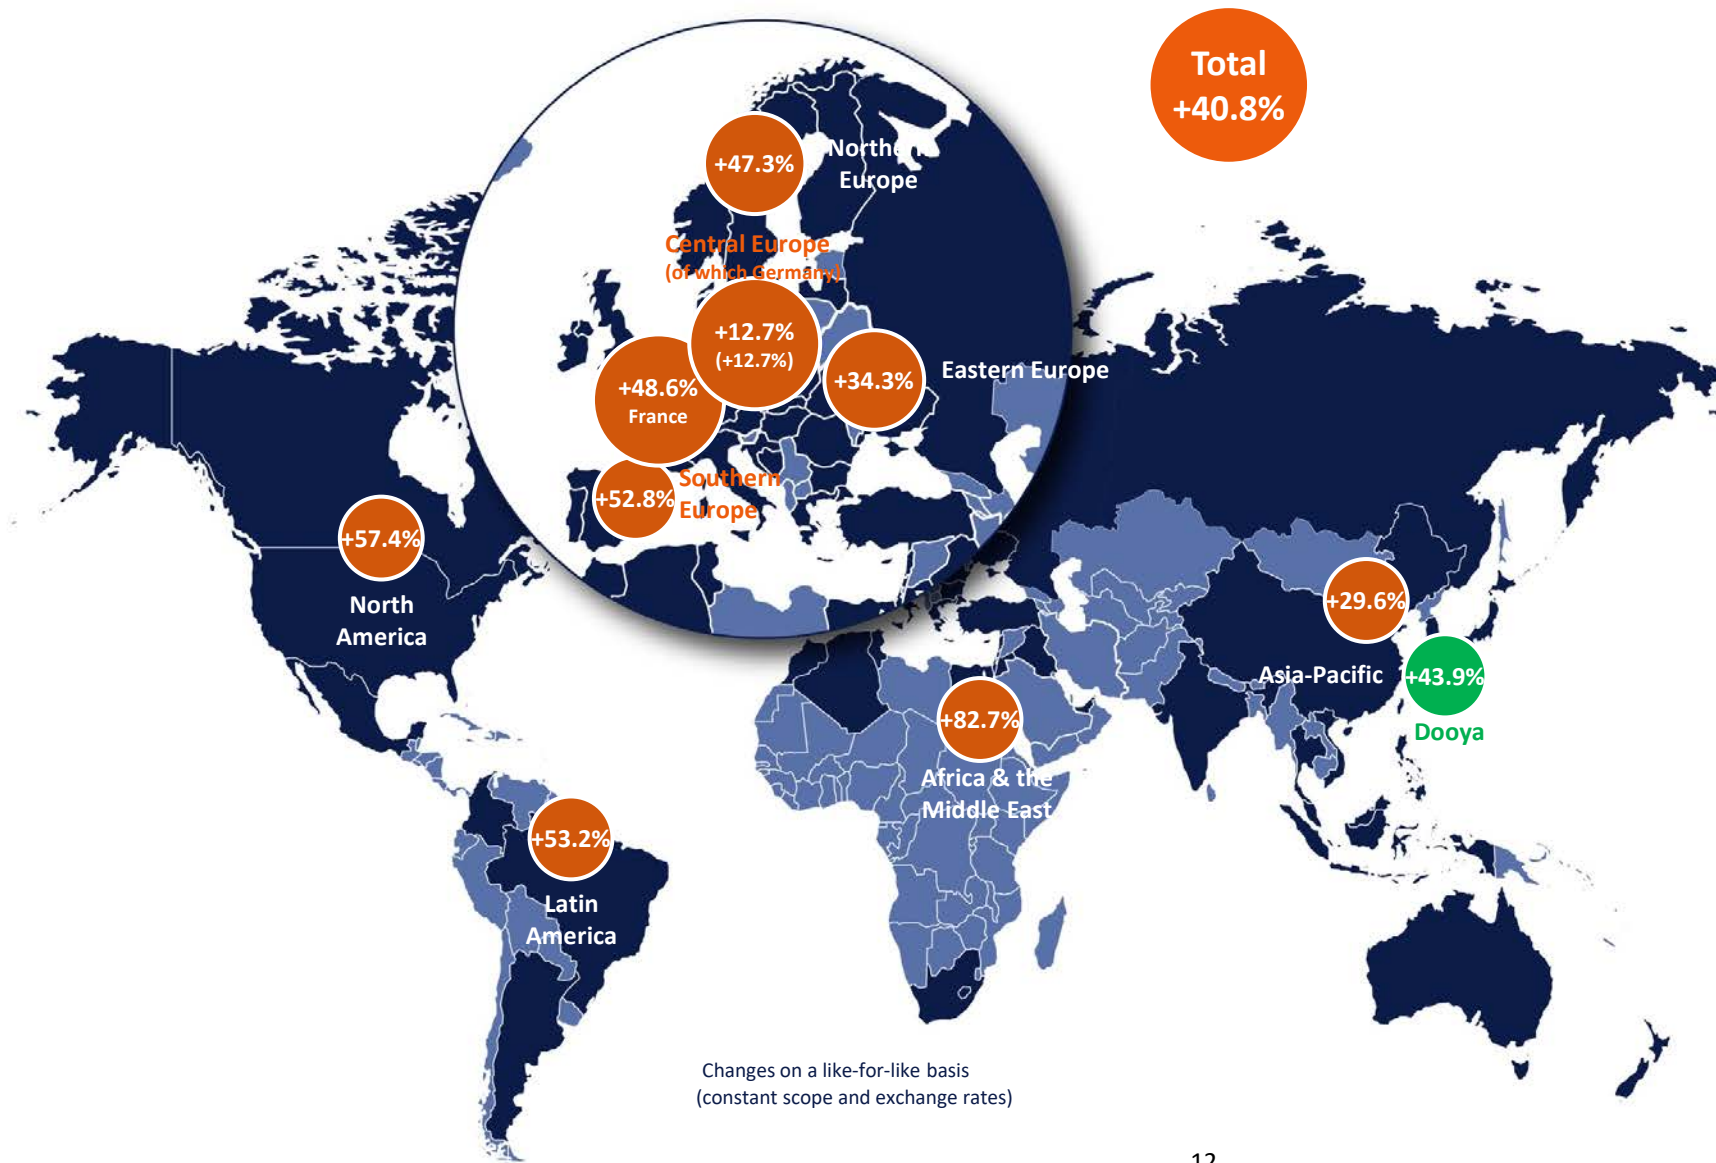 Total
+40.8%
+47.3%
Northern
Europe
Central Europe
(of which Germany)
+12.7%
(+12.7%)
+48.6%
France
+34.3%
Eastern Europe
+52.8%
Southern
Europe
+57.4%
North
America
+29.6%
Asia-Pacific
+43.9%
Dooya
+82.7%
Africa & the
Middle East
+53.2%
Latin
America
Changes on a like-for-like basis
(constant scope and exchange rates)
12